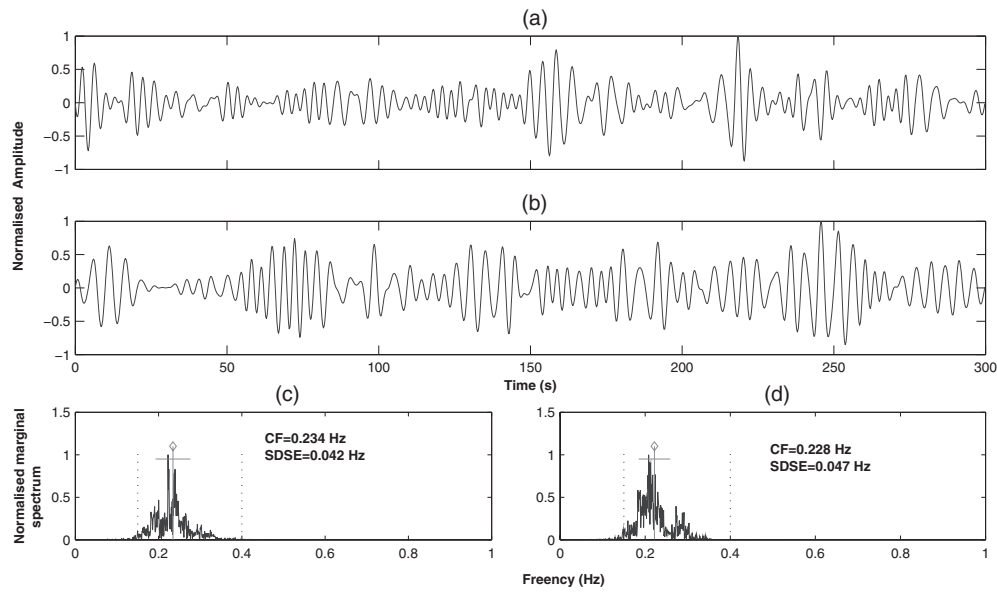 (a)
1
0.5
0
−0.5
−1
Normalised Amplitude
(b)
1
0.5
0
−0.5
−1
0 50 100 150 200 250 300
Time (s)
(c) (d)
Normalised marginal
spectrum
1.5
1
0.5
0
CF=0.234 Hz
SDSE=0.042 Hz
0 0.2 0.4 0.6 0.8 1
1.5
1
0.5
0
CF=0.228 Hz
SDSE=0.047 Hz
0 0.2 0.4 0.6 0.8 1
Freency (Hz)